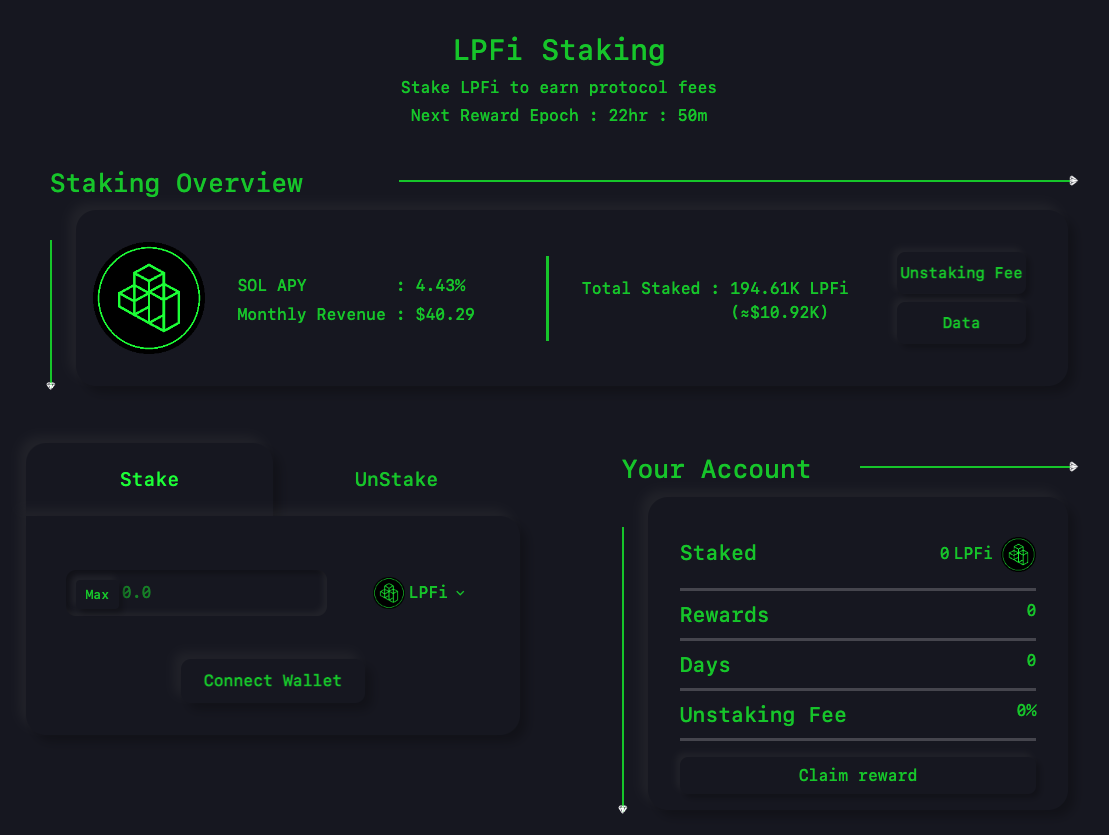 LPFi Staking
Stake LPFi to earn protocol fees
Next Reward Epoch : 22hr : 50m
Staking Overview
SOL APY : 4.43%
Monthly Revenue : $40.29
Total Staked : 194.61K LPFi
(≈$10.92K)
Unstaking Fee
Data
Stake
UnStake
Max 0.0
LPFi
Connect Wallet
Your Account
Staked 0 LPFi
Rewards 0
Days 0
Unstaking Fee 0%
Claim reward